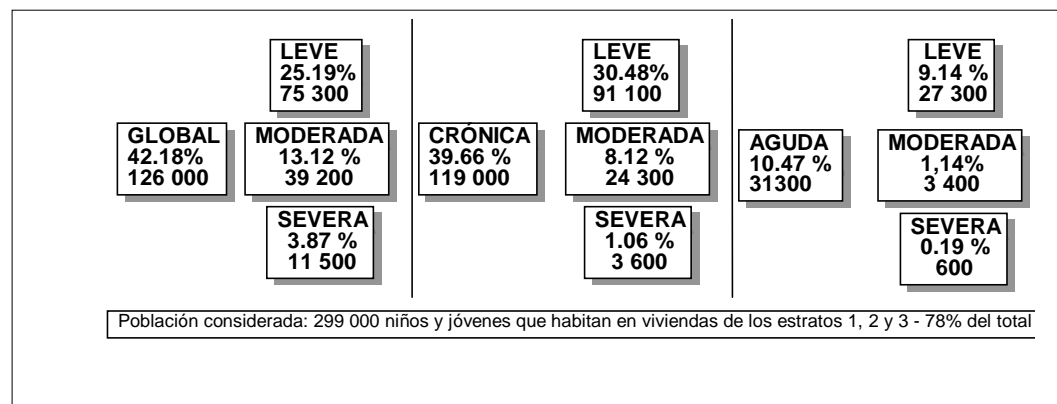 LEVE
25.19%
75 300
GLOBAL
42.18%
126 000
MODERADA
13.12 %
39 200
SEVERA
3.87 %
11 500
LEVE
30.48%
91 100
CRÓNICA
39.66 %
119 000
MODERADA
8.12 %
24 300
SEVERA
1.06 %
3 600
LEVE
9.14 %
27 300
AGUDA
10.47 %
31300
MODERADA
1,14%
3 400
SEVERA
0.19 %
600
Población considerada: 299 000 niños y jóvenes que habitan en viviendas de los estratos 1, 2 y 3 - 78% del total